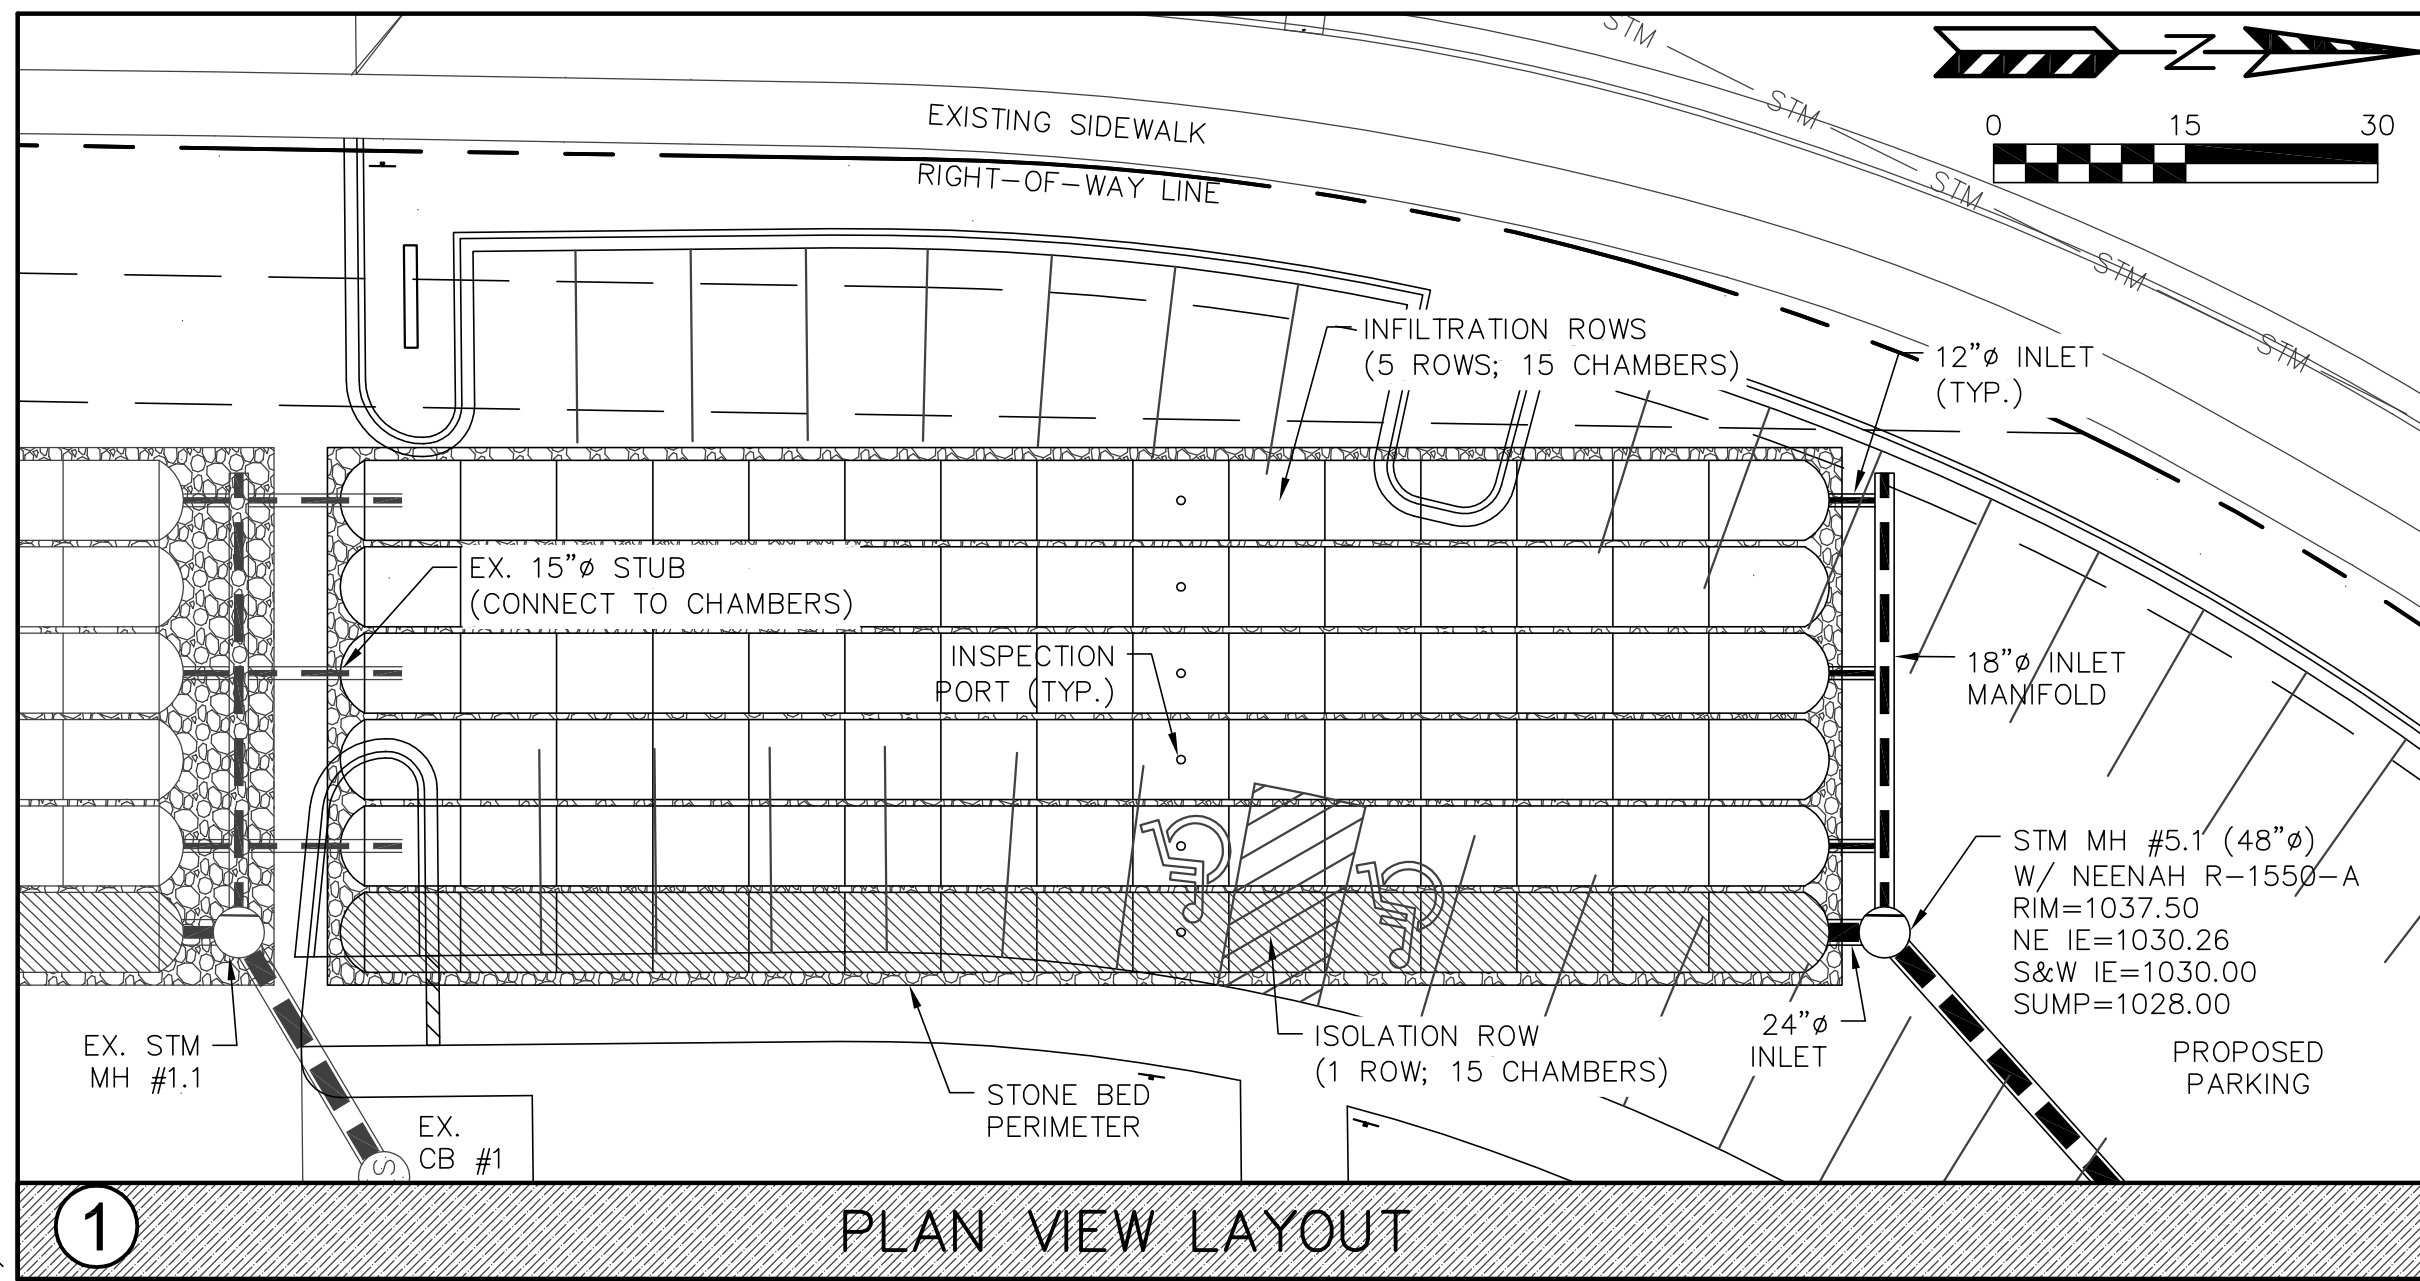 STM
Z
0 15 30
STM
EXISTING SIDEWALK
RIGHT-OF-WAY LINE
STM
STM
STM
INFILTRATION ROWS
(5 ROWS; 15 CHAMBERS)
12"ø INLET
(TYP.)
EX. 15"ø STUB
(CONNECT TO CHAMBERS)
INSPECTION
PORT (TYP.)
18"ø INLET
MANIFOLD
STM MH #5.1 (48"ø)
W/ NEENAH R-1550-A
RIM=1037.50
NE IE=1030.26
S&W IE=1030.00
SUMP=1028.00
EX. STM
MH #1.1
ISOLATION ROW
(1 ROW; 15 CHAMBERS)
24"ø
INLET
PROPOSED
PARKING
STONE BED
PERIMETER
EX.
CB #1
S
1
PLAN VIEW LAYOUT